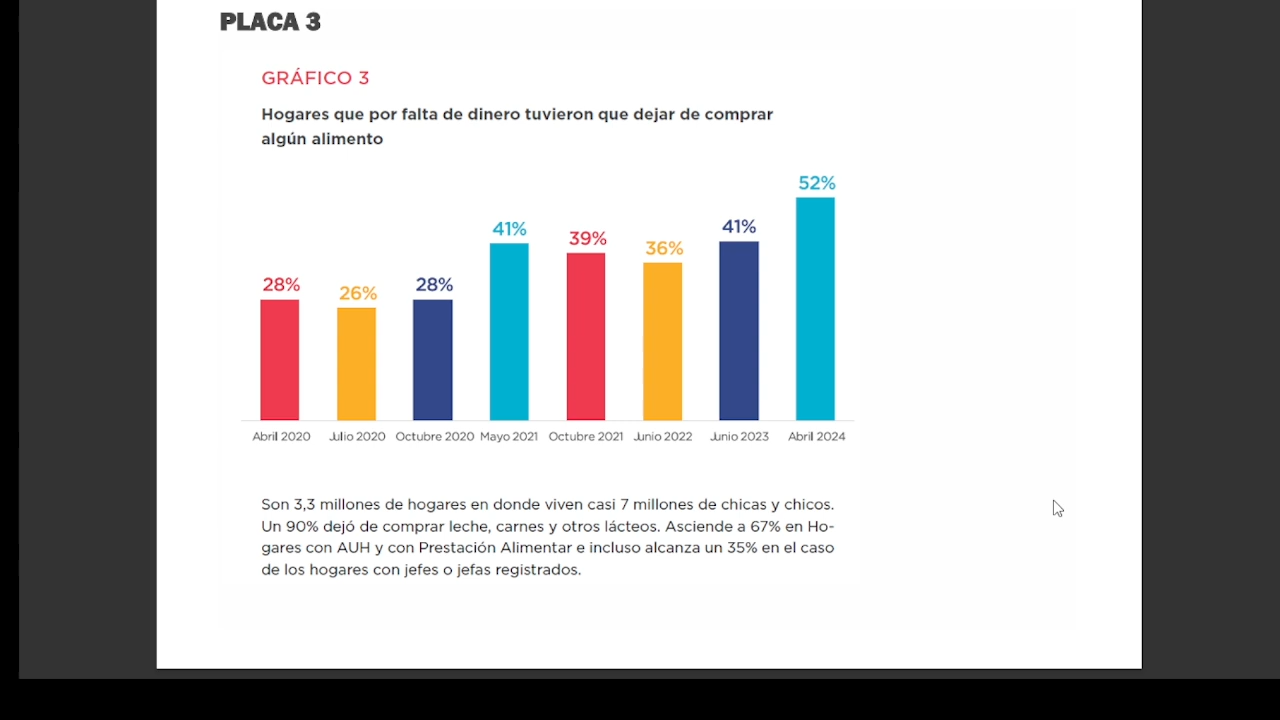 PLACA 3
GRÁFICO 3
Hogares que por falta de dinero tuvieron que dejar de comprar
algún alimento
28%
26%
28%
41%
39%
36%
41%
52%
Abril 2020
Julio 2020
Octubre 2020
Mayo 2021
Octubre 2021
Junio 2022
Junio 2023
Abril 2024
Son 3,3 millones de hogares en donde viven casi 7 millones de chicas y chicos.
Un 90% dejó de comprar leche, carnes y otros lácteos. Asciende a 67% en Ho-
gares con AUH y con Prestación Alimentar e incluso alcanza un 35% en el caso
de los hogares con jefes o jefas registrados.